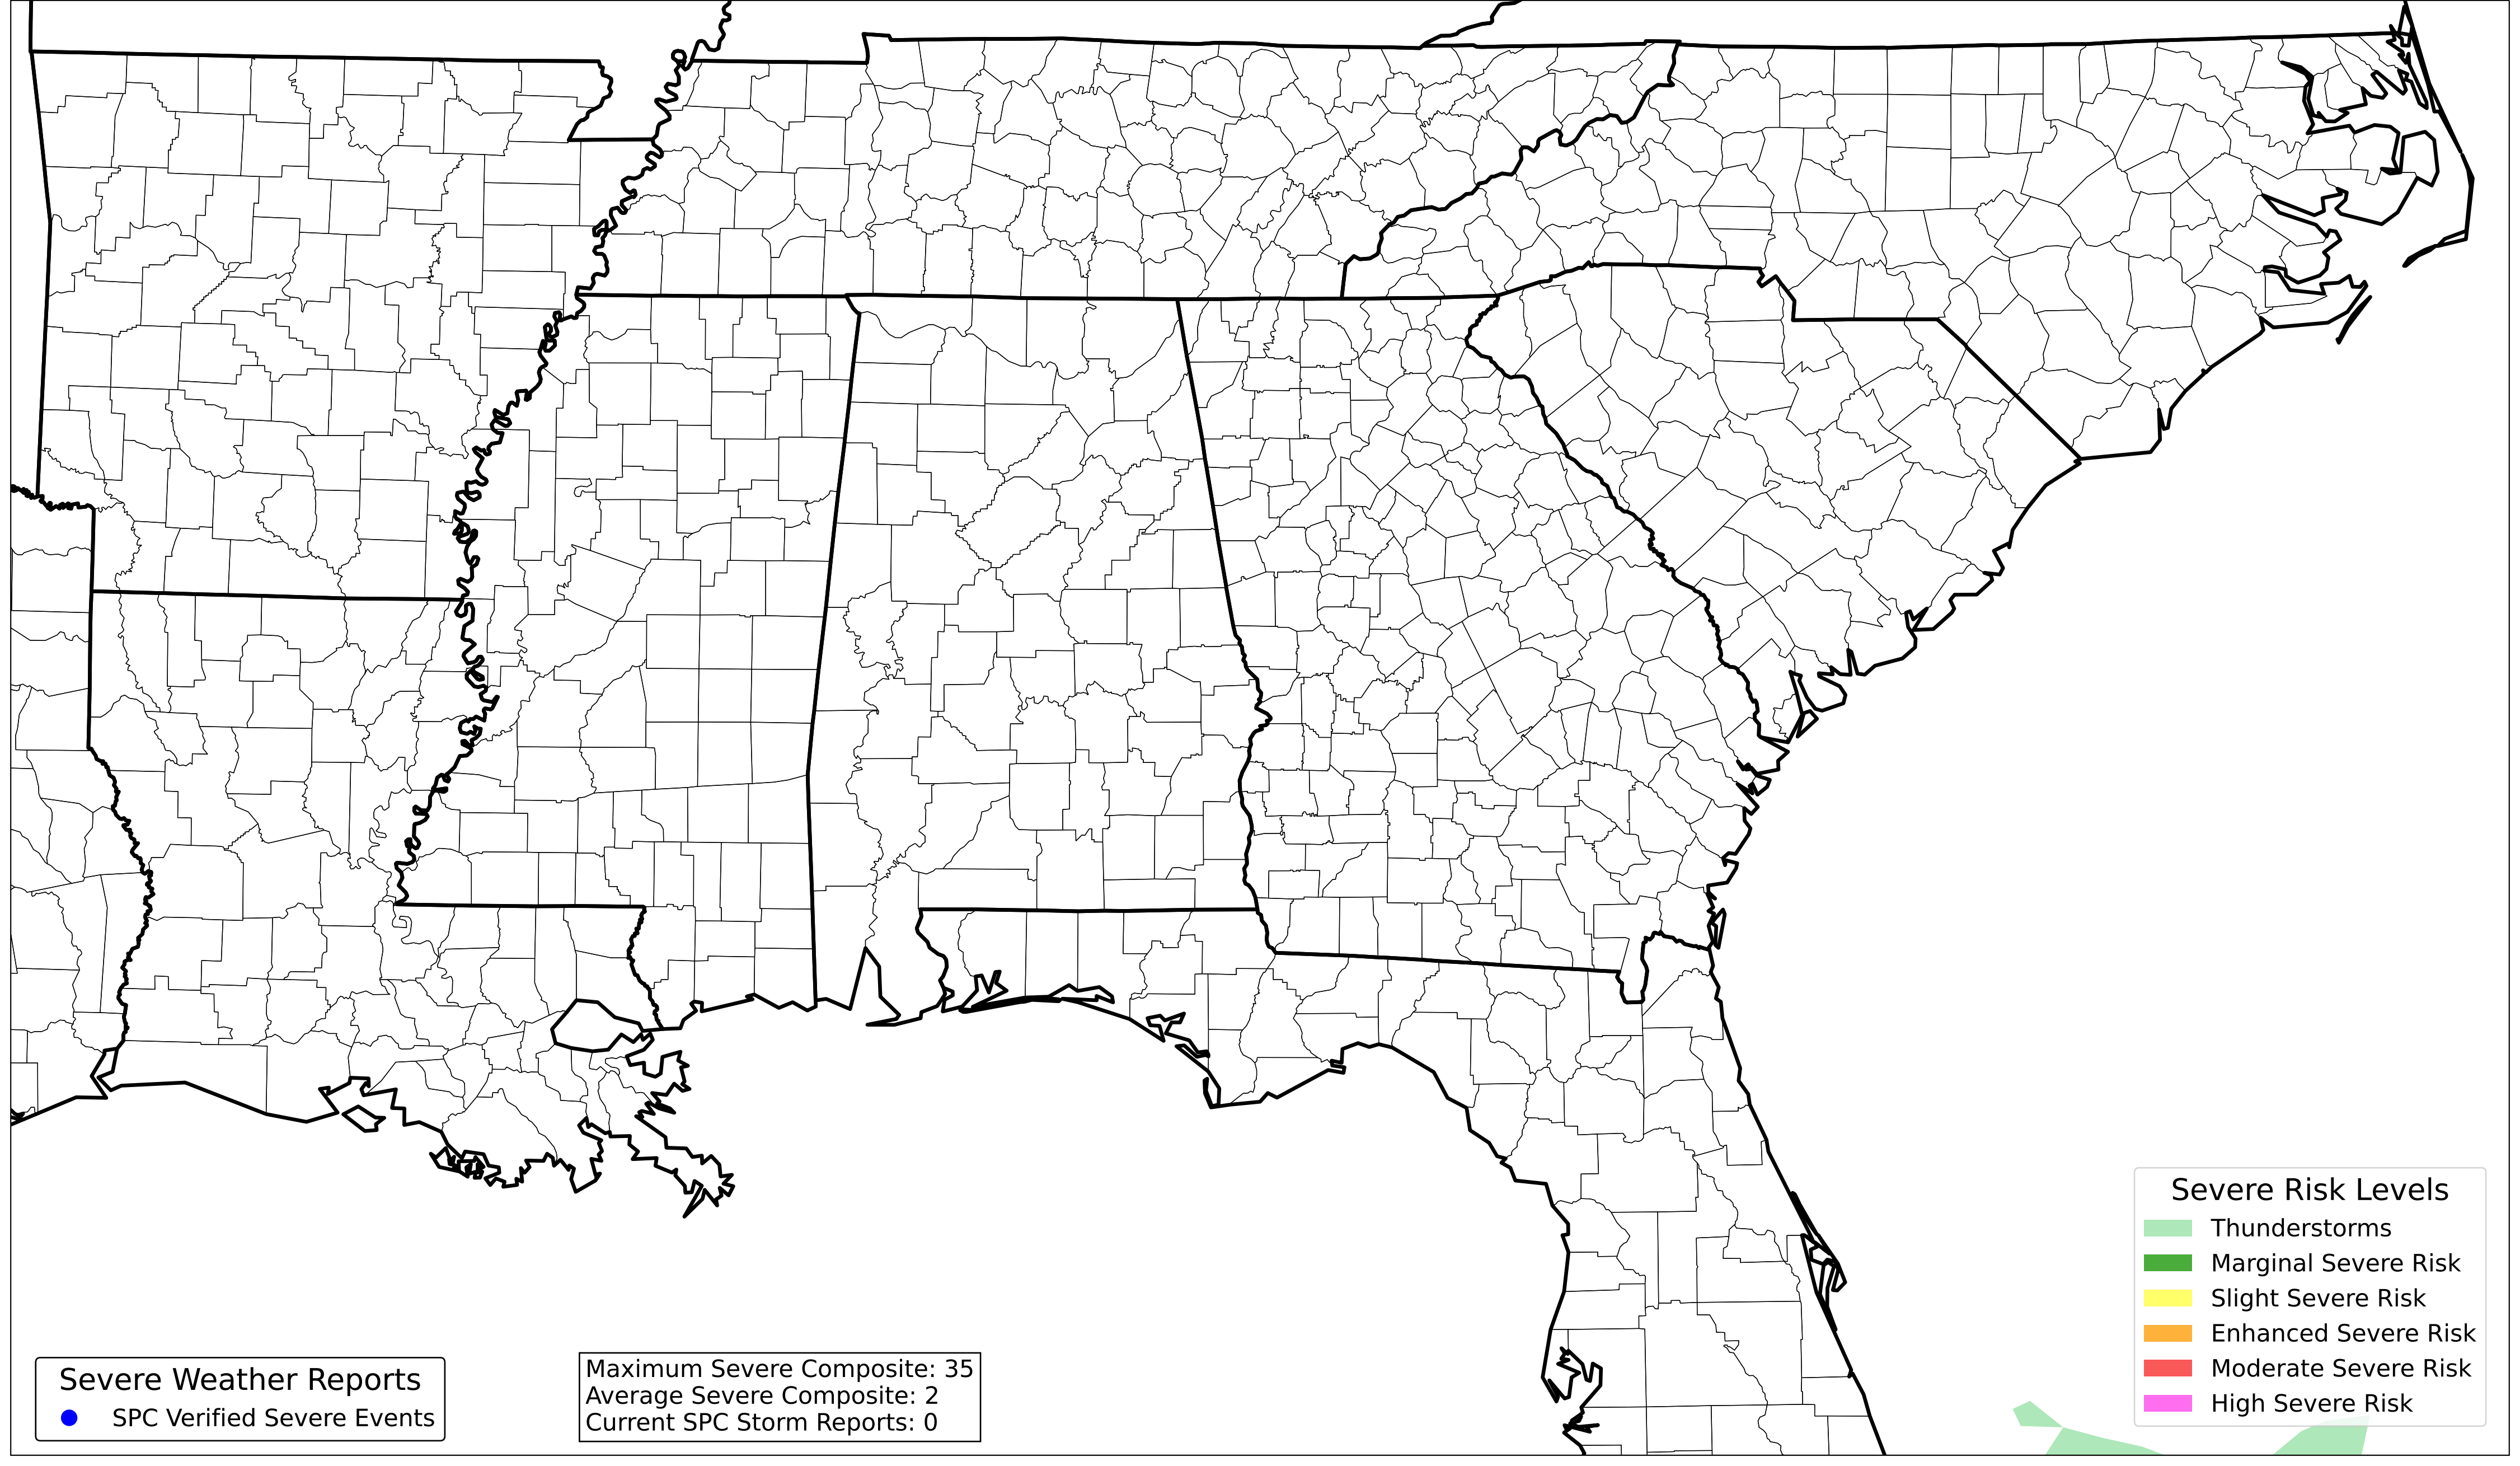 Severe Risk Levels
Thunderstorms
Marginal Severe Risk
Slight Severe Risk
Enhanced Severe Risk
Moderate Severe Risk
High Severe Risk
Severe Weather Reports
SPC Verified Severe Events
Maximum Severe Composite: 35
Average Severe Composite: 2
Current SPC Storm Reports: 0